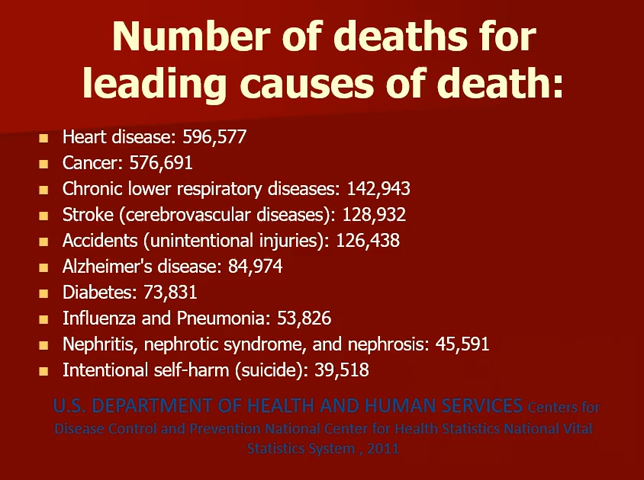 Number of deaths for
leading causes of death:
Heart disease: 596,577
Cancer: 576,691
Chronic lower respiratory diseases: 142,943
Stroke (cerebrovascular diseases): 128,932
Accidents (unintentional injuries): 126,438
Alzheimer's disease: 84,974
Diabetes: 73,831
Influenza and Pneumonia: 53,826
Nephritis, nephrotic syndrome, and nephrosis: 45,591
Intentional self-harm (suicide): 39,518
U.S. DEPARTMENT OF HEALTH AND HUMAN SERVICES Centers for
Disease Control and Prevention National Center for Health Statistics National Vital
Statistics System , 2011